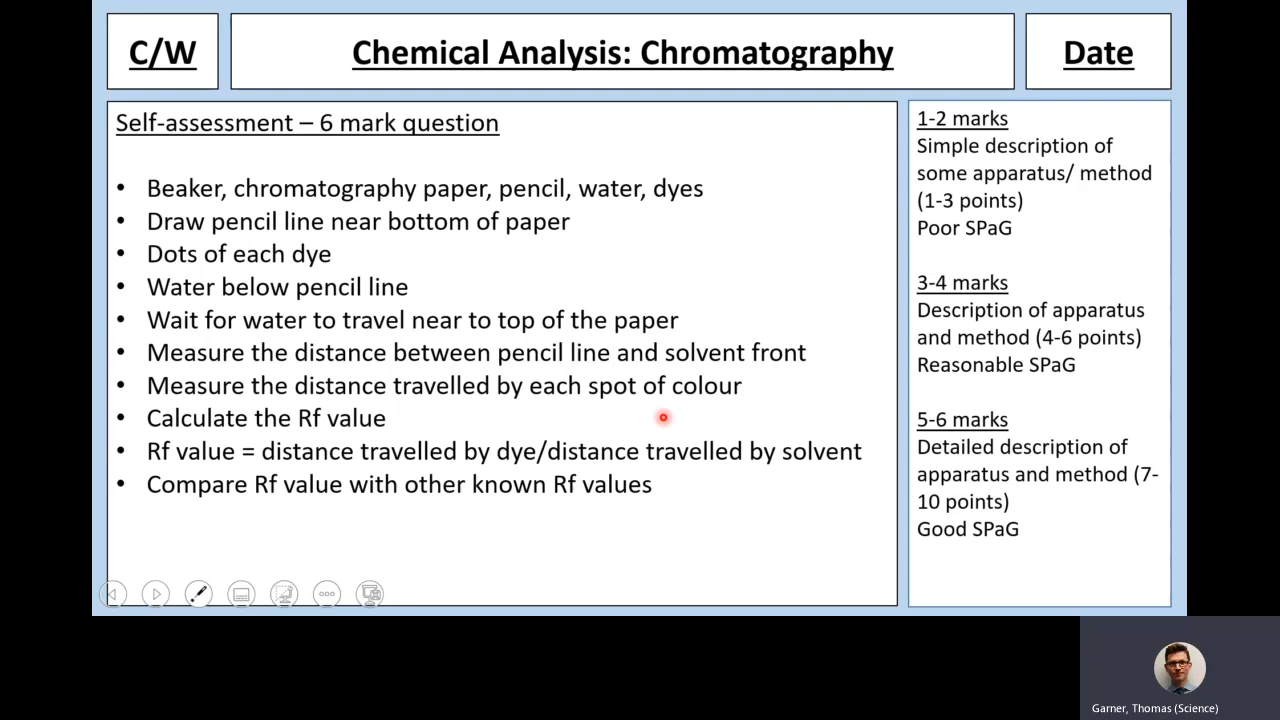 C/W
Chemical Analysis: Chromatography
Date
Self-assessment – 6 mark question
• Beaker, chromatography paper, pencil, water, dyes
• Draw pencil line near bottom of paper
• Dots of each dye
• Water below pencil line
• Wait for water to travel near to top of the paper
• Measure the distance between pencil line and solvent front
• Measure the distance travelled by each spot of colour
• Calculate the Rf value
• Rf value = distance travelled by dye/distance travelled by solvent
• Compare Rf value with other known Rf values
1-2 marks
Simple description of
some apparatus/ method
(1-3 points)
Poor SPaG
3-4 marks
Description of apparatus
and method (4-6 points)
Reasonable SPaG
5-6 marks
Detailed description of
apparatus and method (7-
10 points)
Good SPaG
Garner, Thomas (Science)